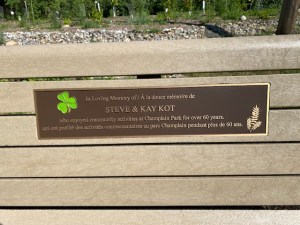 In Loving Memory of / À la douce mémoire de
STEVE & KAY KOT
who enjoyed community activities at Champlain Park for over 60 years.
qui ont profité des activités communautaires au parc Champlain pendant plus de 60 ans.